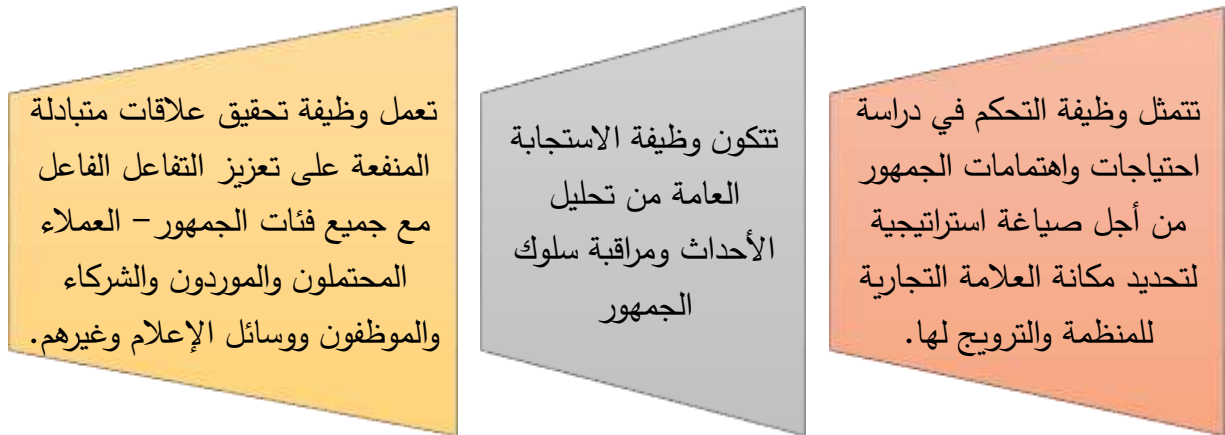 تتمثل وظيفة التحكم في دراسة
احتياجات واهتمامات الجمهور
من أجل صياغة استراتيجية
لتحديد مكانة العلامة التجارية
للمنظمة والترويج لها.
تتكون وظيفة الاستجابة
العامة من تحليل
الأحداث ومراقبة سلوك
الجمهور
تعمل وظيفة تحقيق علاقات متبادلة
المنفعة على تعزيز التفاعل الفاعل
مع جميع فئات الجمهور – العملاء
المحتملون والموردون والشركاء
والموظفون ووسائل الإعلام وغيرهم.